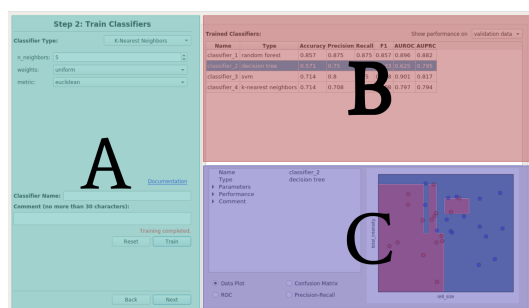 Step 2: Train Classifiers
Classifier Type: K-Nearest Neighbors
n_neighbors: 5
weights: uniform
metric: euclidean
A
Documentation
Classifier Name:
Comment (no more than 30 characters):
Training completed
Reset Train
Back Next
Trained Classifiers: Show performance on validation data
Name Type Accuracy Precision Recall F1 AUROC AUPRC
classifier_1 random forest 0.857 0.875 0.875 0.857 0.896 0.882
classifier_2 decision tree 0.571 0.75
classifier_3 svm 0.714 0.8 0.901 0.817
classifier_4 k-nearest neighbors 0.714 0.708 0.797 0.794
B
Name classifier_2
Type decision tree
Parameters
Performance
Comment
Data Plot Confusion Matrix
ROC Precision-Recall
C
total_intensity
cell_size